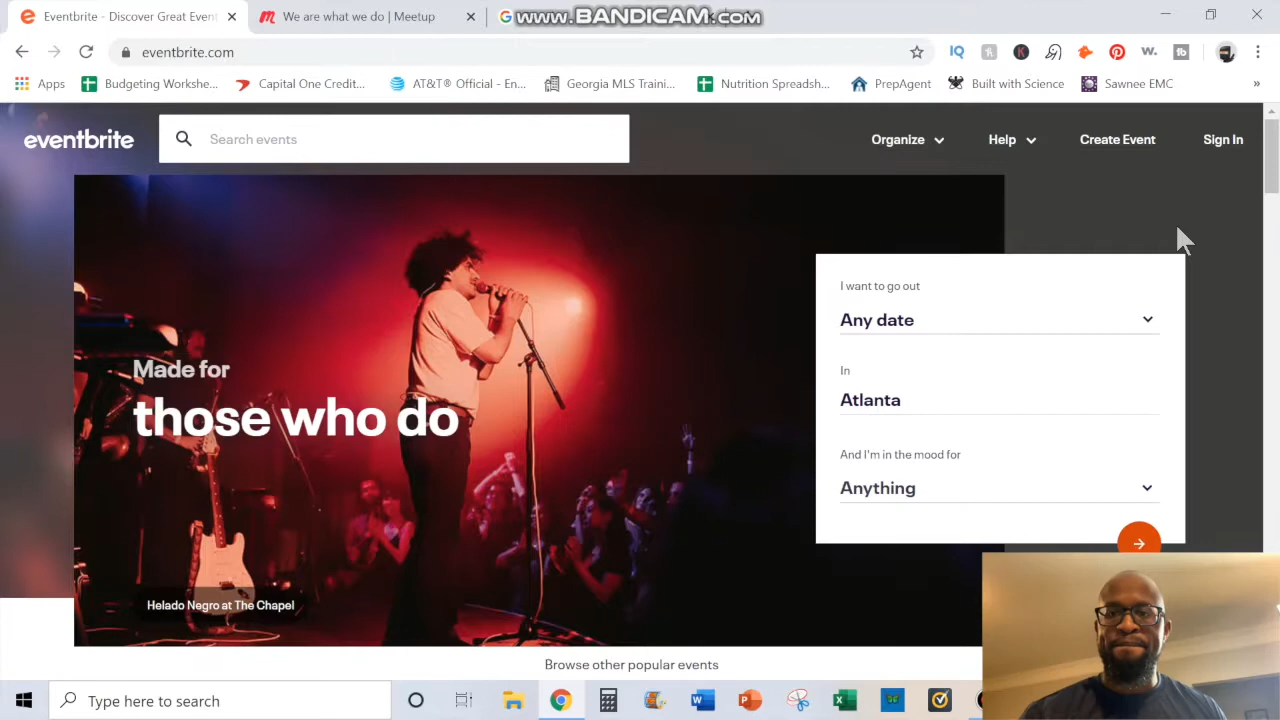 Eventbrite - Discover Great Event
We are what we do | Meetup
www.BANDICAM.com
eventbrite.com
Apps
Budgeting Workshe...
Capital One Credit...
AT&T® Official - En...
Georgia MLS Traini...
Nutrition Spreadsh...
PrepAgent
Built with Science
Sawnee EMC
eventbrite
Search events
Organize
Help
Create Event
Sign In
I want to go out
Any date
In
Atlanta
And I'm in the mood for
Anything
Made for
those who do
Helado Negro at The Chapel
Browse other popular events
Type here to search